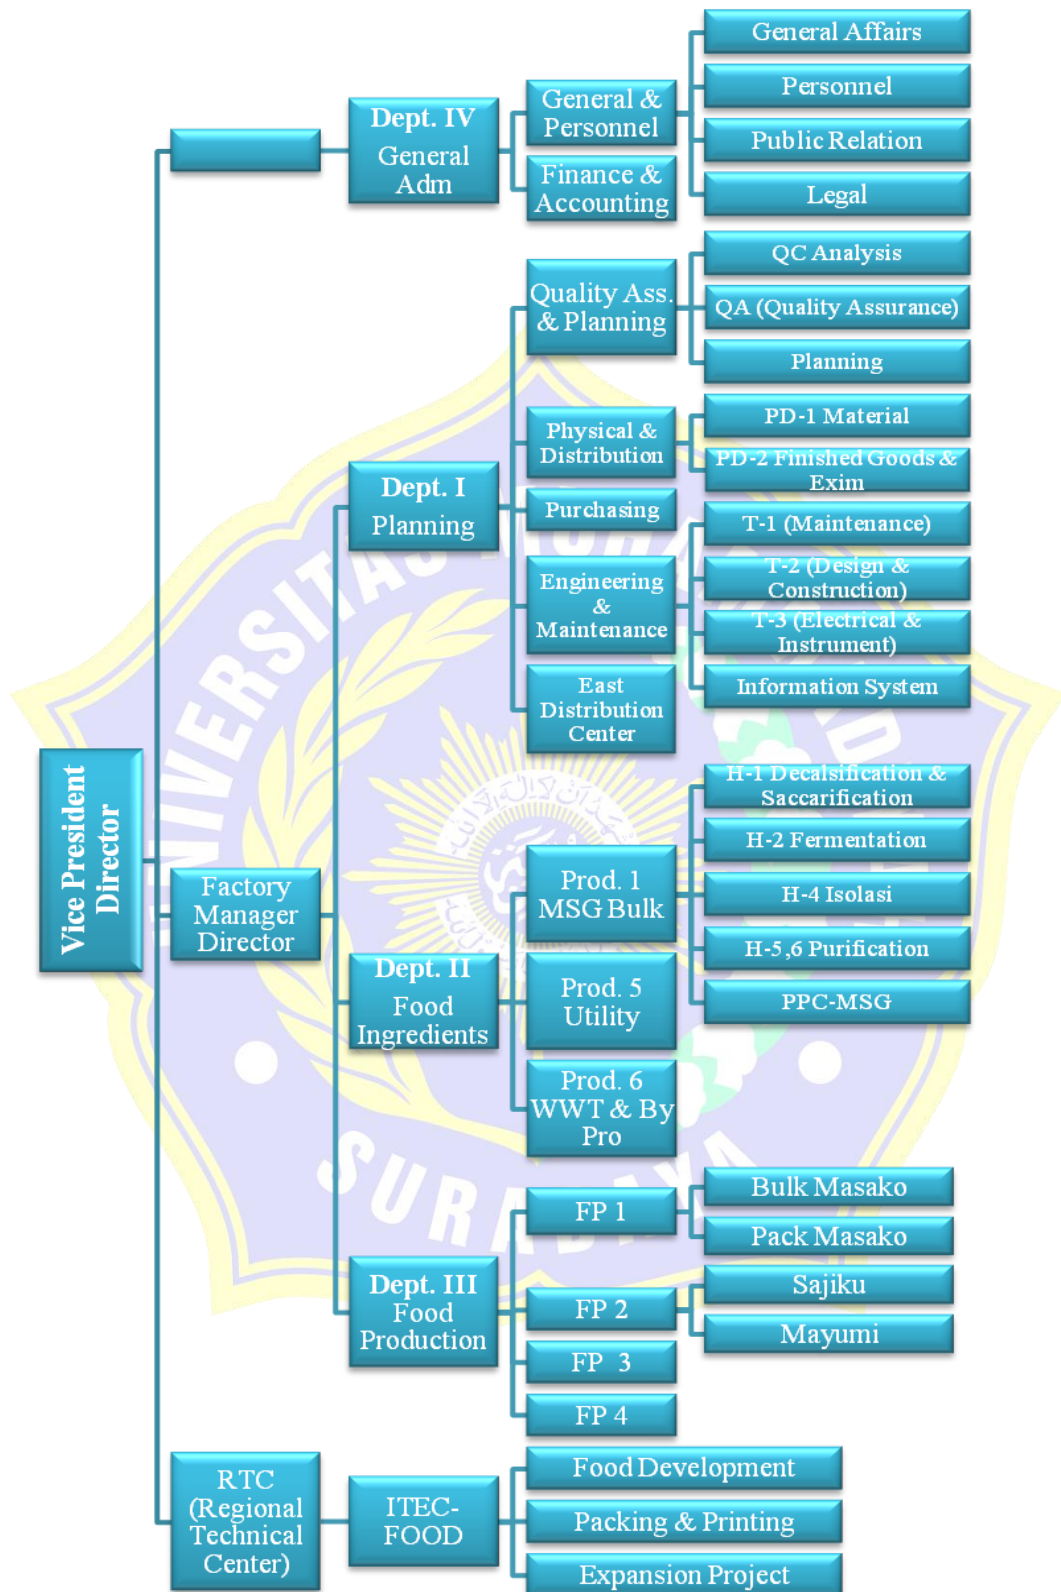 General Affairs
General &
Personnel
Dept. IV
General
Adm
Personnel
Public Relation
Finance &
Accounting
Legal
QC Analysis
Quality Ass.
& Planning
QA (Quality Assurance)
Planning
Physical &
Distribution
PD-1 Material
PD-2 Finished Goods &
Exim
Dept. I
Planning
Purchasing
Engineering
&
Maintenance
T-1 (Maintenance)
T-2 (Design &
Construction)
T-3 (Electrical &
Instrument)
Information System
East
Distribution
Center
Vice President
Director
Factory
Manager
Director
H-1 Decalsification &
Saccarification
Prod. 1
MSG Bulk
H-2 Fermentation
H-4 Isolasi
H-5,6 Purification
PPC-MSG
Dept. II
Food
Ingredients
Prod. 5
Utility
Prod. 6
WWT & By
Pro
FP 1
Bulk Masako
Pack Masako
Dept. III
Food
Production
FP 2
Sajiku
Mayumi
FP 3
FP 4
RTC
(Regional
Technical
Center)
ITEC-
FOOD
Food Development
Packing & Printing
Expansion Project
UNIVERSITAS
SURABAYA